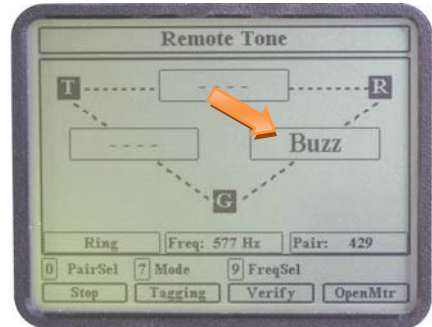 Remote Tone
T - - - - R
- - - - Buzz
G
Ring Freq: 577 Hz Pair: 429
0 PairSel 7 Mode 9 FreqSel
Stop Tagging Verify OpenMtr